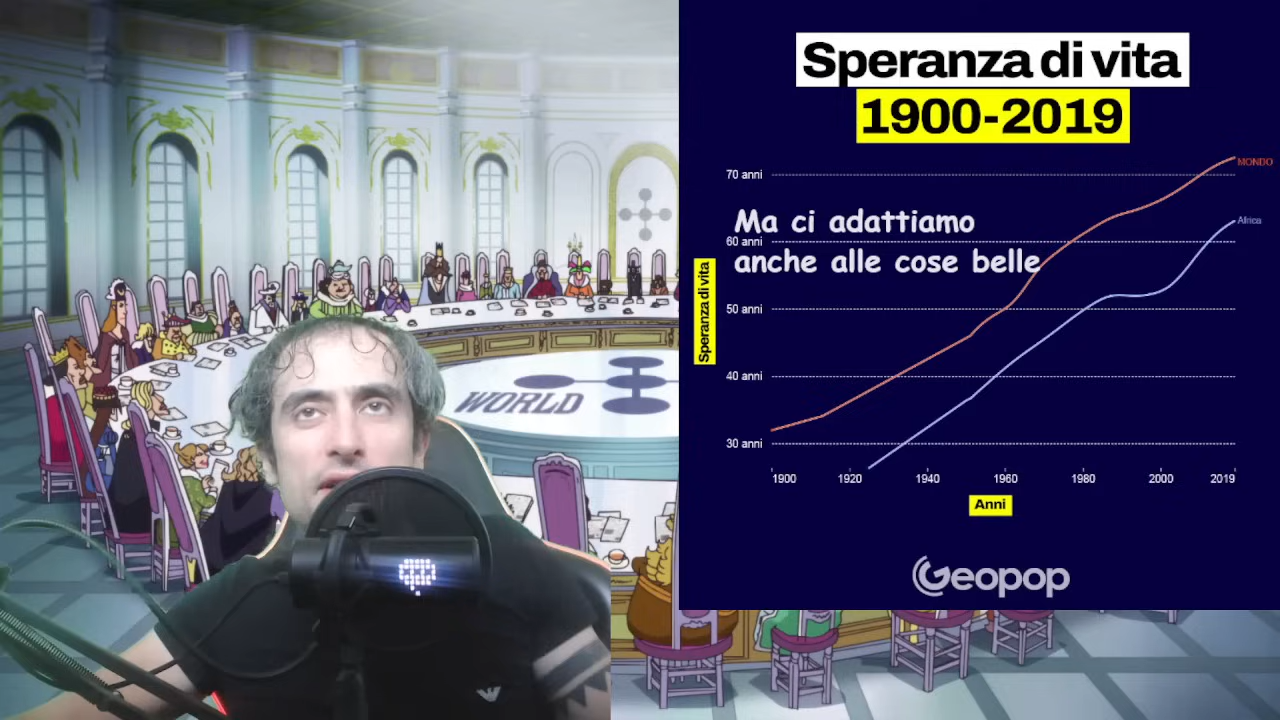 Speranza di vita
1900-2019
MONDO
70 anni
Africa
Ma ci adattiamo
60 anni
anche alle cose belle
Speranza di vita
50 anni
40 anni
WORLD
30 anni
1900 1920 1940 1960 1980 2000 2019
Anni
Geopop